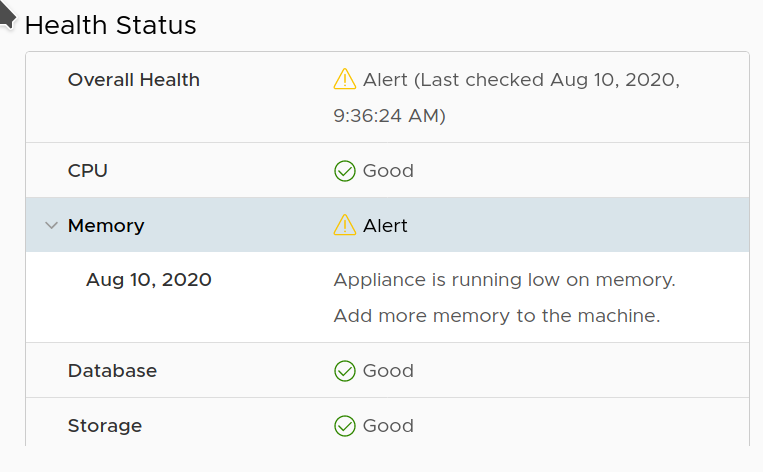 Health Status
Overall Health
Alert (Last checked Aug 10, 2020,
9:36:24 AM)
CPU
Good
Memory
Alert
Aug 10, 2020
Appliance is running low on memory.
Add more memory to the machine.
Database
Good
Storage
Good